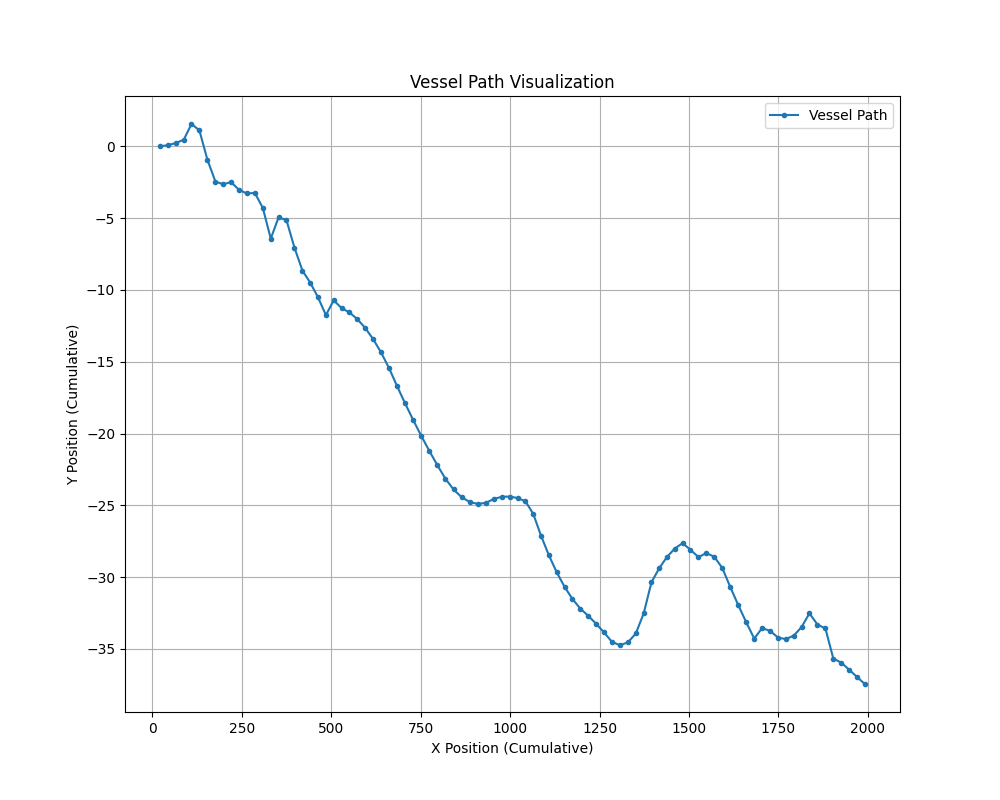 Vessel Path Visualization
Vessel Path
0
−5
−10
−15
−20
−25
−30
−35
Y Position (Cumulative)
0 250 500 750 1000 1250 1500 1750 2000
X Position (Cumulative)